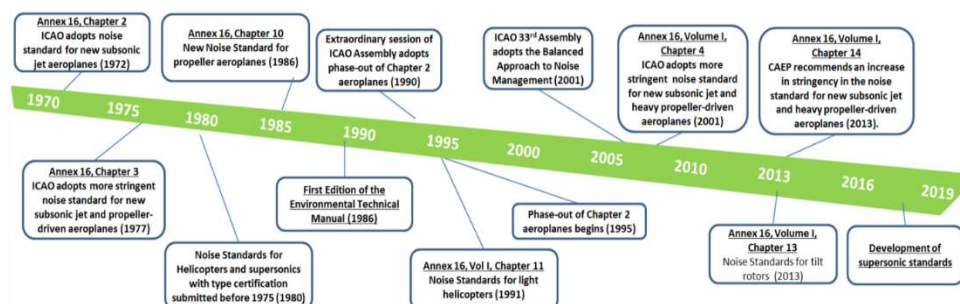 Annex 16, Chapter 2
ICAO adopts noise
standard for new subsonic
jet aeroplanes (1972)
Annex 16, Chapter 10
New Noise Standard for
propeller aeroplanes
(1986)
Extraordinary session of
ICAO Assembly adopts
phase-out of Chapter 2
aeroplanes (1990)
ICAO 33rd Assembly
adopts the Balanced
Approach to Noise
Management (2001)
Annex 16, Volume I,
Chapter 4
ICAO adopts more
stringent noise standard
for new subsonic jet and
heavy propeller-driven
aeroplanes (2001)
Annex 16, Volume I,
Chapter 14
CAEP recommends an increase
in stringency in the noise
standard for new subsonic jet
and heavy propeller-driven
aeroplanes (2013).
1970
1975
1980
1985
1990
1995
2000
2005
2010
2013
2016
2019
Annex 16, Chapter 3
ICAO adopts more stringent
noise standard for new
subsonic jet and propeller-
driven aeroplanes (1977)
Noise Standards for
Helicopters and supersonics
with type certification
submitted before 1975 (1980)
First Edition of the
Environmental Technical
Manual (1986)
Annex 16, Vol I, Chapter 11
Noise Standards for light
helicopters (1991)
Phase-out of Chapter 2
aeroplanes begins (1995)
Annex 16, Volume I,
Chapter 13
Noise Standards for tilt
rotors (2013)
Development of
supersonic standards